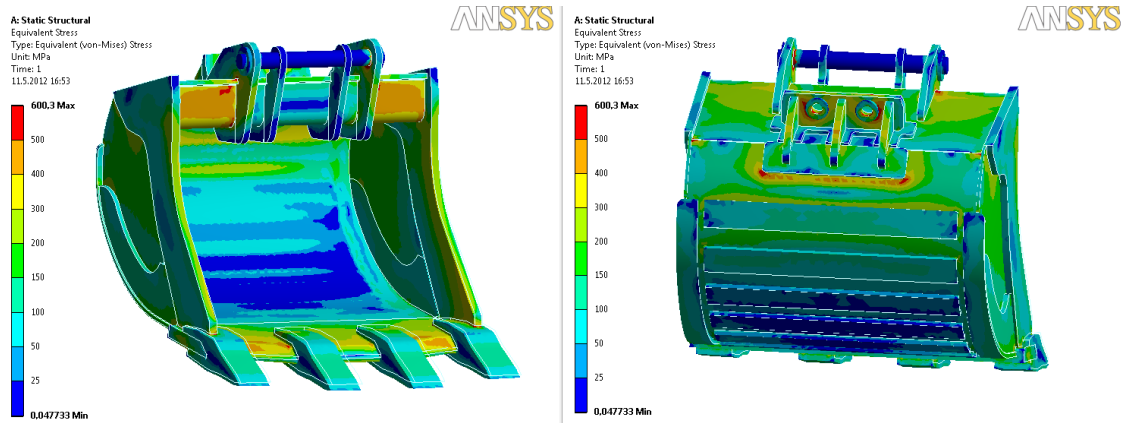 ANSYS
A: Static Structural
Equivalent Stress
Type: Equivalent (von-Mises) Stress
Unit: MPa
Time: 1
11.5.2012 16:53
600,3 Max
500
400
300
200
150
100
50
25
0,047733 Min
ANSYS
A: Static Structural
Equivalent Stress
Type: Equivalent (von-Mises) Stress
Unit: MPa
Time: 1
11.5.2012 16:53
600,3 Max
500
400
300
200
150
100
50
25
0,047733 Min